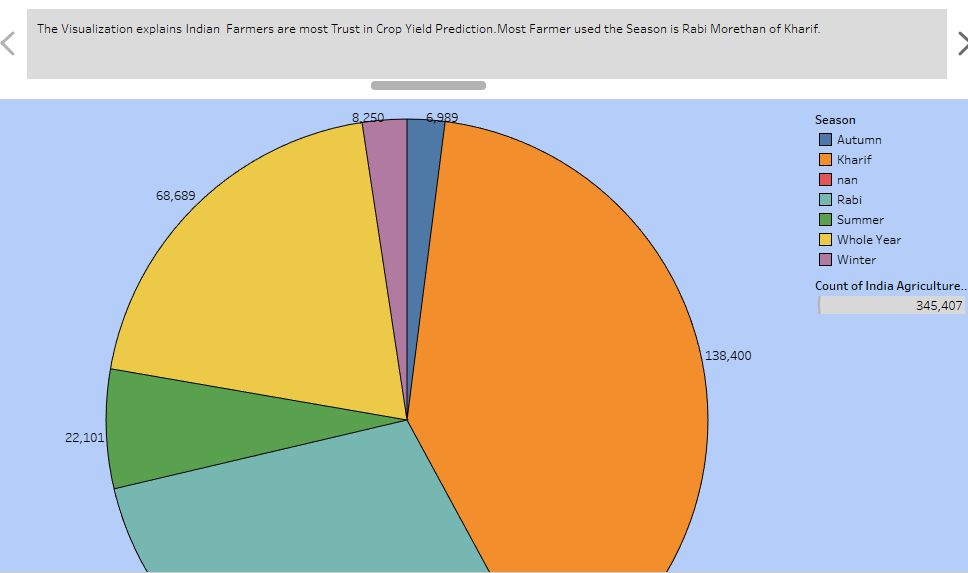 The Visualization explains Indian  Farmers are most Trust in Crop Yield Prediction.Most Farmer used the Season is Rabi Morethan of Kharif.
8,250
6,989
68,689
138,400
22,101
Season
Autumn
Kharif
nan
Rabi
Summer
Whole Year
Winter
Count of India Agriculture..
345,407